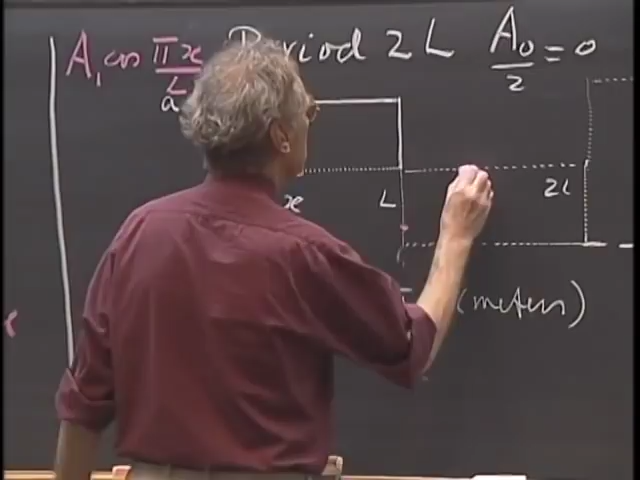 A₁ cos πx/L Period 2L A₀/2 = 0
a
x L 2L
(meters)